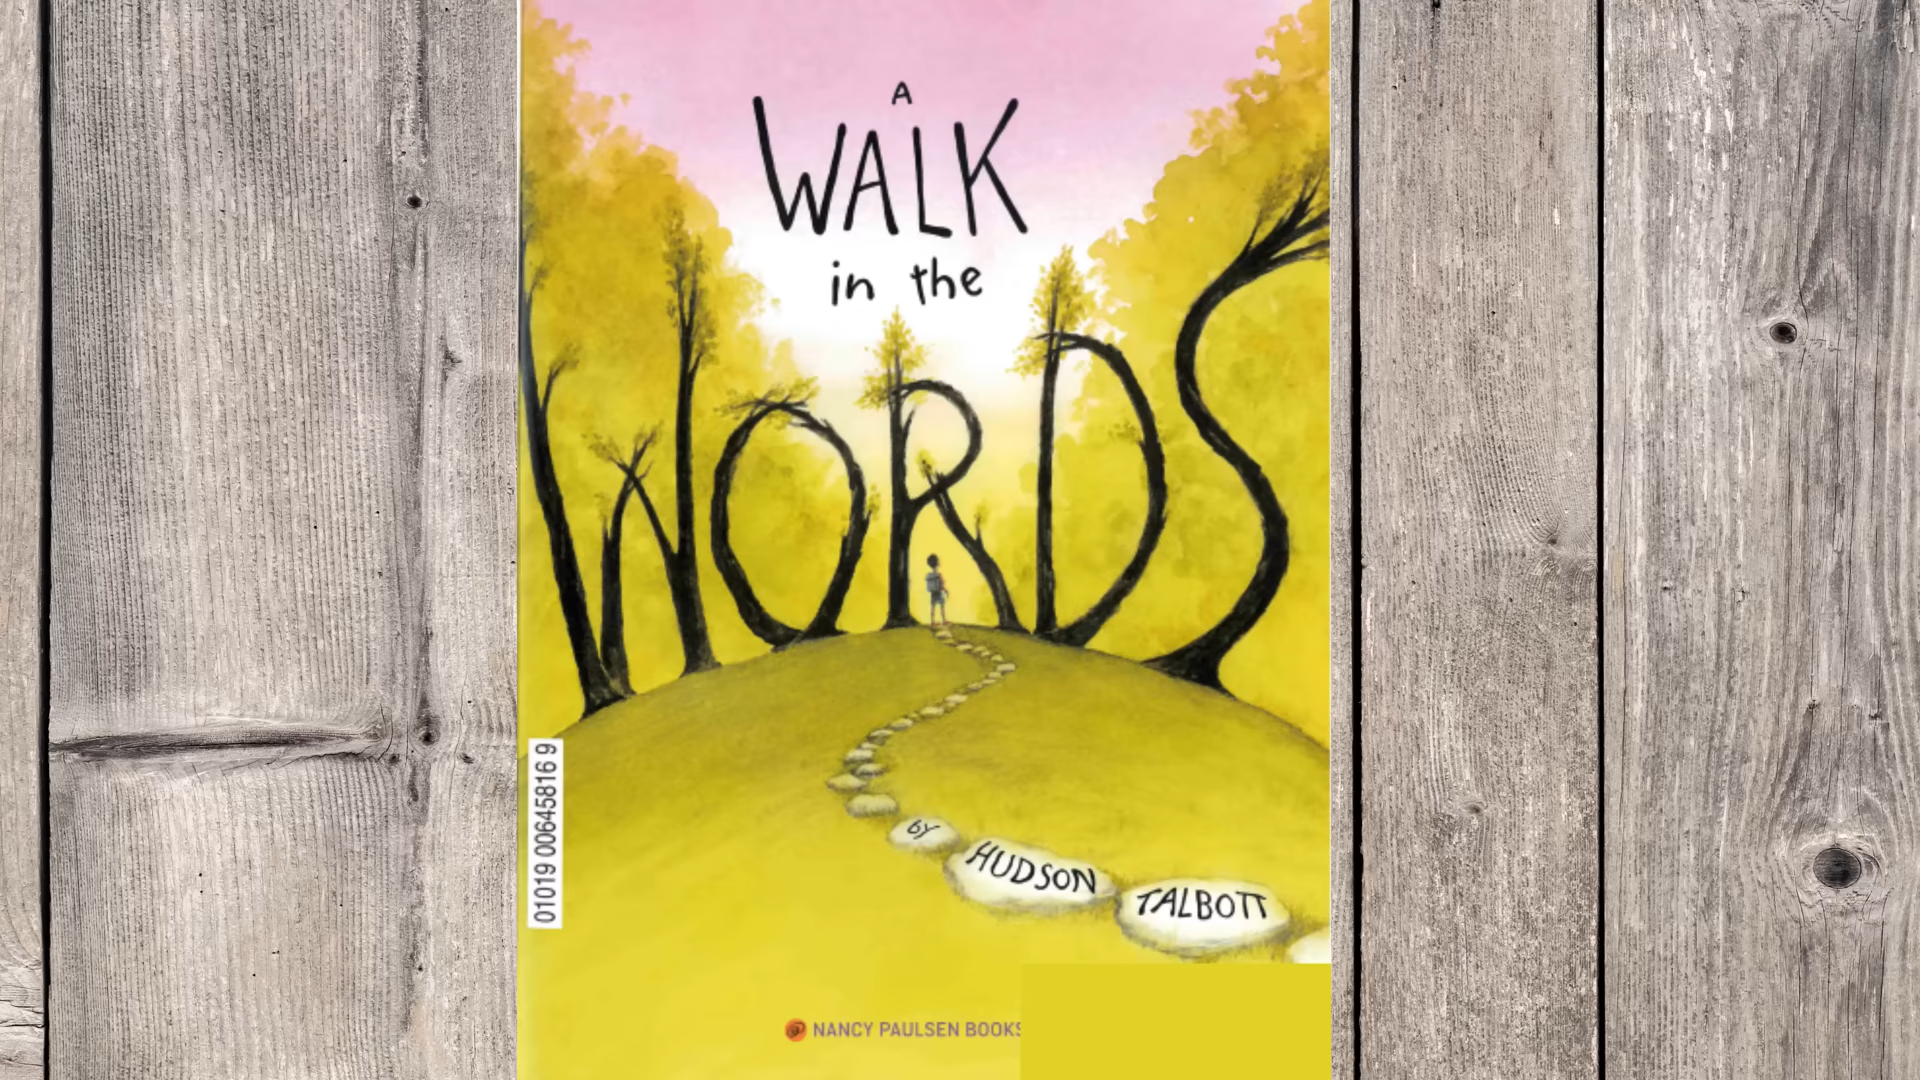 A
WALK
in the
WORDS
01019 00645816 9
by
HUDSON
TALBOTT
NANCY PAULSEN BOOKS